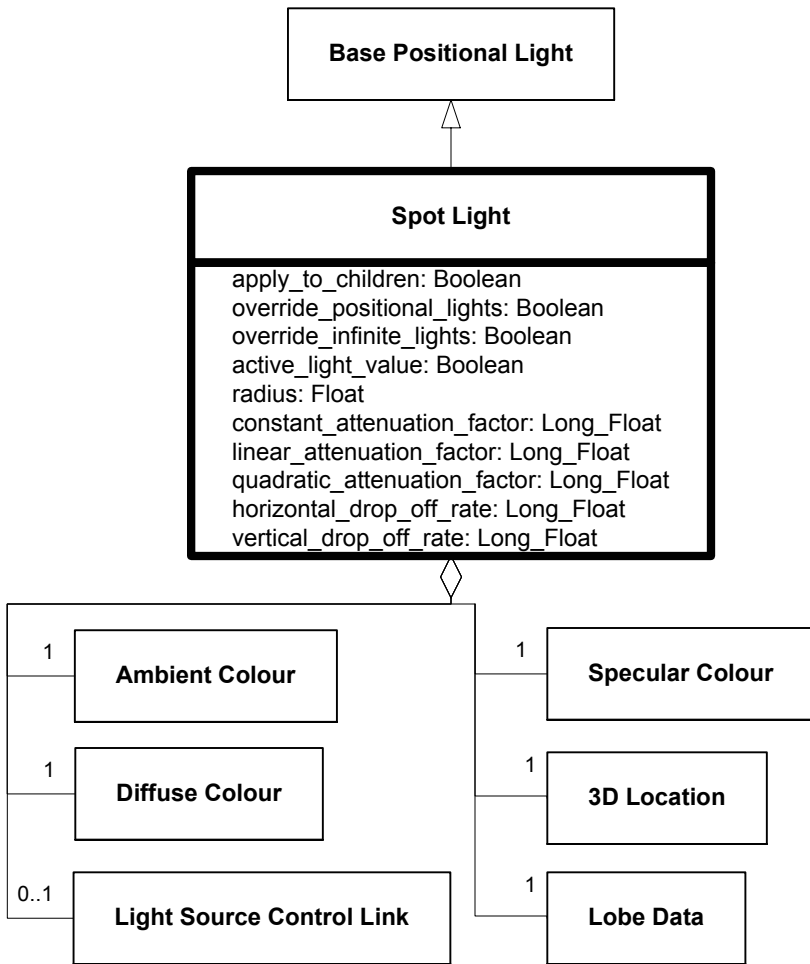 Base Positional Light
Spot Light
apply_to_children: Boolean
override_positional_lights: Boolean
override_infinite_lights: Boolean
active_light_value: Boolean
radius: Float
constant_attenuation_factor: Long_Float
linear_attenuation_factor: Long_Float
quadratic_attenuation_factor: Long_Float
horizontal_drop_off_rate: Long_Float
vertical_drop_off_rate: Long_Float
1
Ambient Colour
1
Specular Colour
1
Diffuse Colour
1
3D Location
0..1
Light Source Control Link
1
Lobe Data